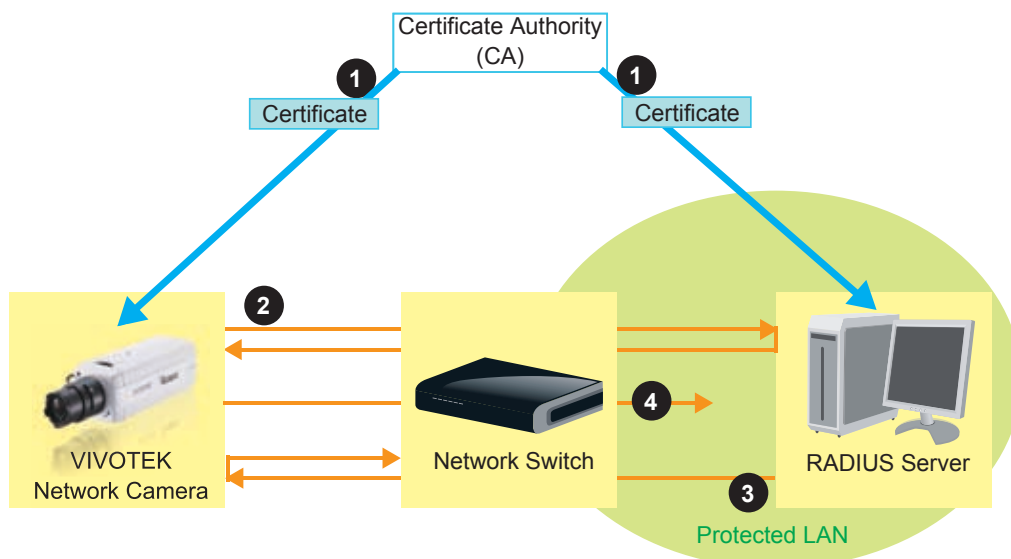 Certificate Authority
(CA)
1
1
Certificate
Certificate
2
4
VIVOTEK
Network Camera
Network Switch
RADIUS Server
3
Protected LAN